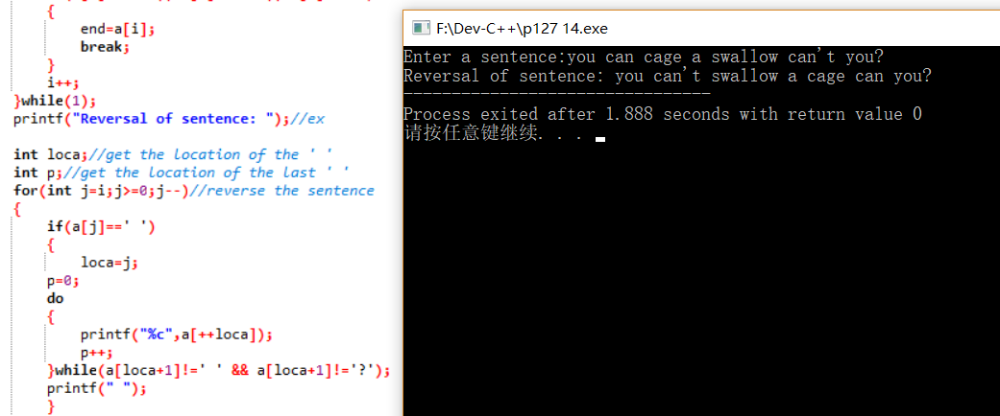 {
end=a[i];
break;
}
i++;
}while(1);
printf("Reversal of sentence: ");//ex
int loca;//get the location of the ' '
int p;//get the location of the last ' '
for(int j=i;j>=0;j--)//reverse the sentence
{
if(a[j]==' ')
{
loca=j;
p=0;
do
{
printf("%c",a[++loca]);
p++;
}while(a[loca+1]!=' ' && a[loca+1]!='?');
printf(" ");
}
F:\Dev-C++\p127 14.exe
Enter a sentence:you can cage a swallow can't you?
Reversal of sentence: you can't swallow a cage can you?
--------------------------------
Process exited after 1.888 seconds with return value 0
请按任意键继续. . .